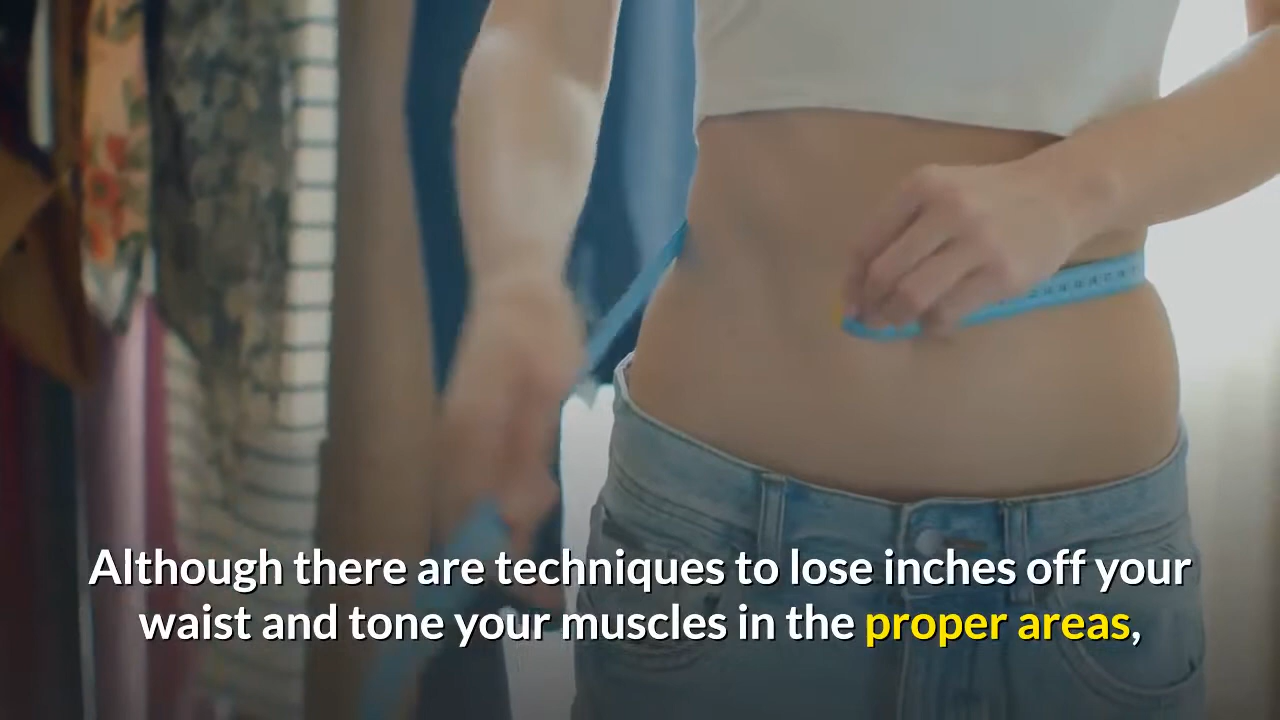 Although there are techniques to lose inches off your
waist and tone your muscles in the proper areas,